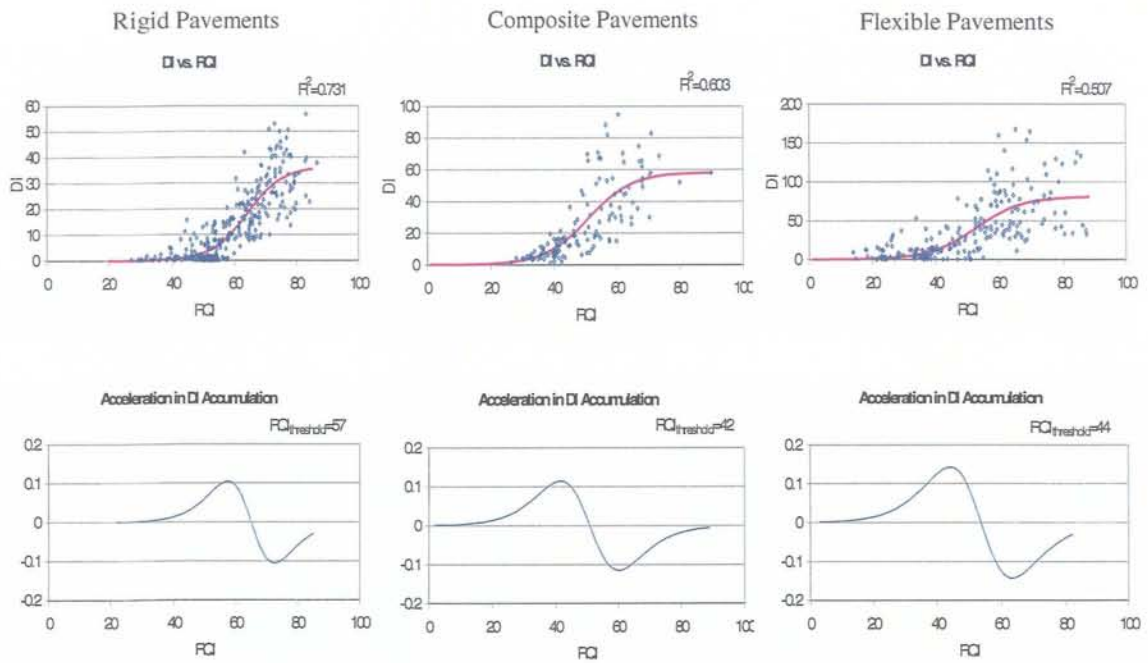 Rigid Pavements
Composite Pavements
Flexible Pavements
DI vs. RQI
R²=0.731
60
50
40
30
20
10
0
DI
0 20 40 60 80 100
RQI
DI vs. RQI
R²=0.603
100
80
60
40
20
0
DI
0 20 40 60 80 100
RQI
DI vs. RQI
R²=0.507
200
150
100
50
0
DI
0 20 40 60 80 100
RQI
Acceleration in DI Accumulation
RQI threshold=57
0.2
0.1
0
-0.1
-0.2
0 20 40 60 80 100
RQI
Acceleration in DI Accumulation
RQI threshold=42
0.2
0.1
0
-0.1
-0.2
0 20 40 60 80 100
RQI
Acceleration in DI Accumulation
RQI threshold=44
0.2
0.1
0
-0.1
-0.2
0 20 40 60 80 100
RQI